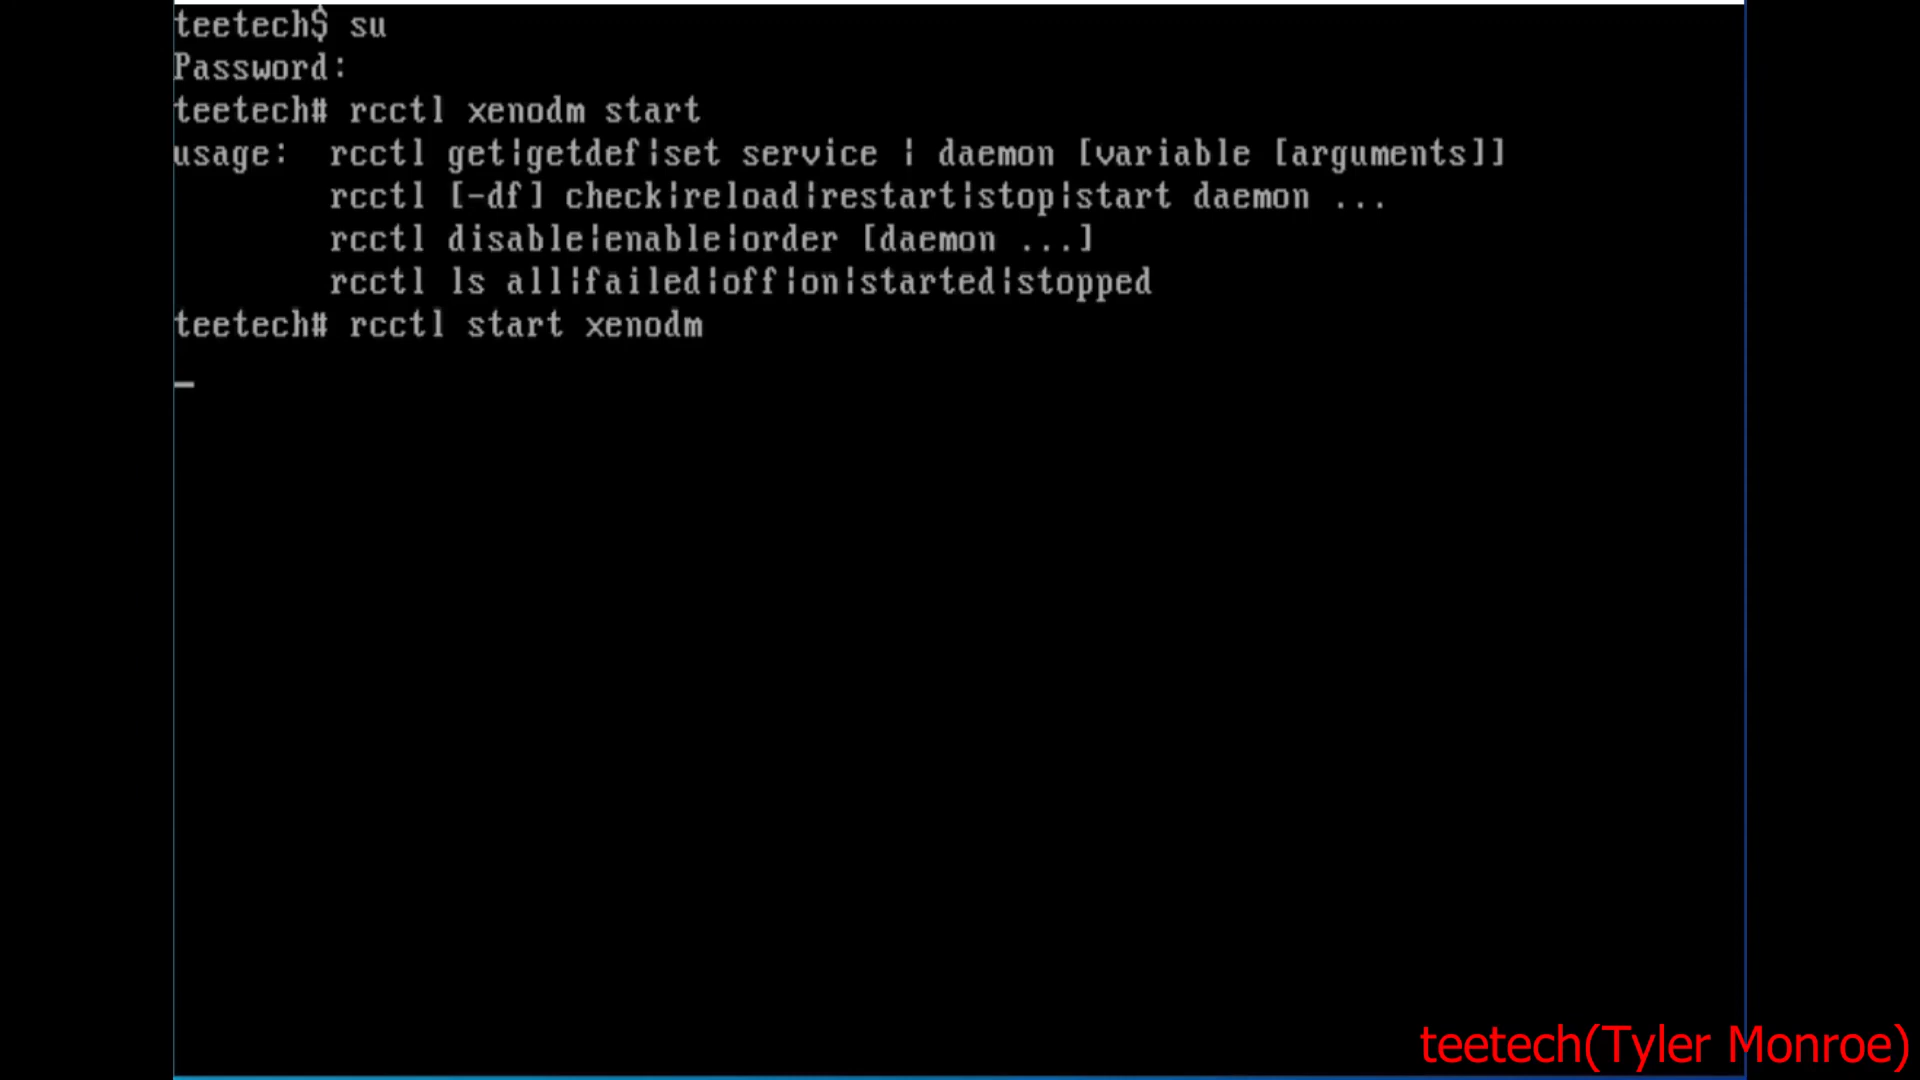 teetech$ su
Password:
teetech# rcctl xenodm start
usage:  rcctl get|getdef|set service | daemon [variable [arguments]]
        rcctl [-df] check|reload|restart|stop|start daemon ...
        rcctl disable|enable|order [daemon ...]
        rcctl ls all|failed|off|on|started|stopped
teetech# rcctl start xenodm
teetech(Tyler Monroe)